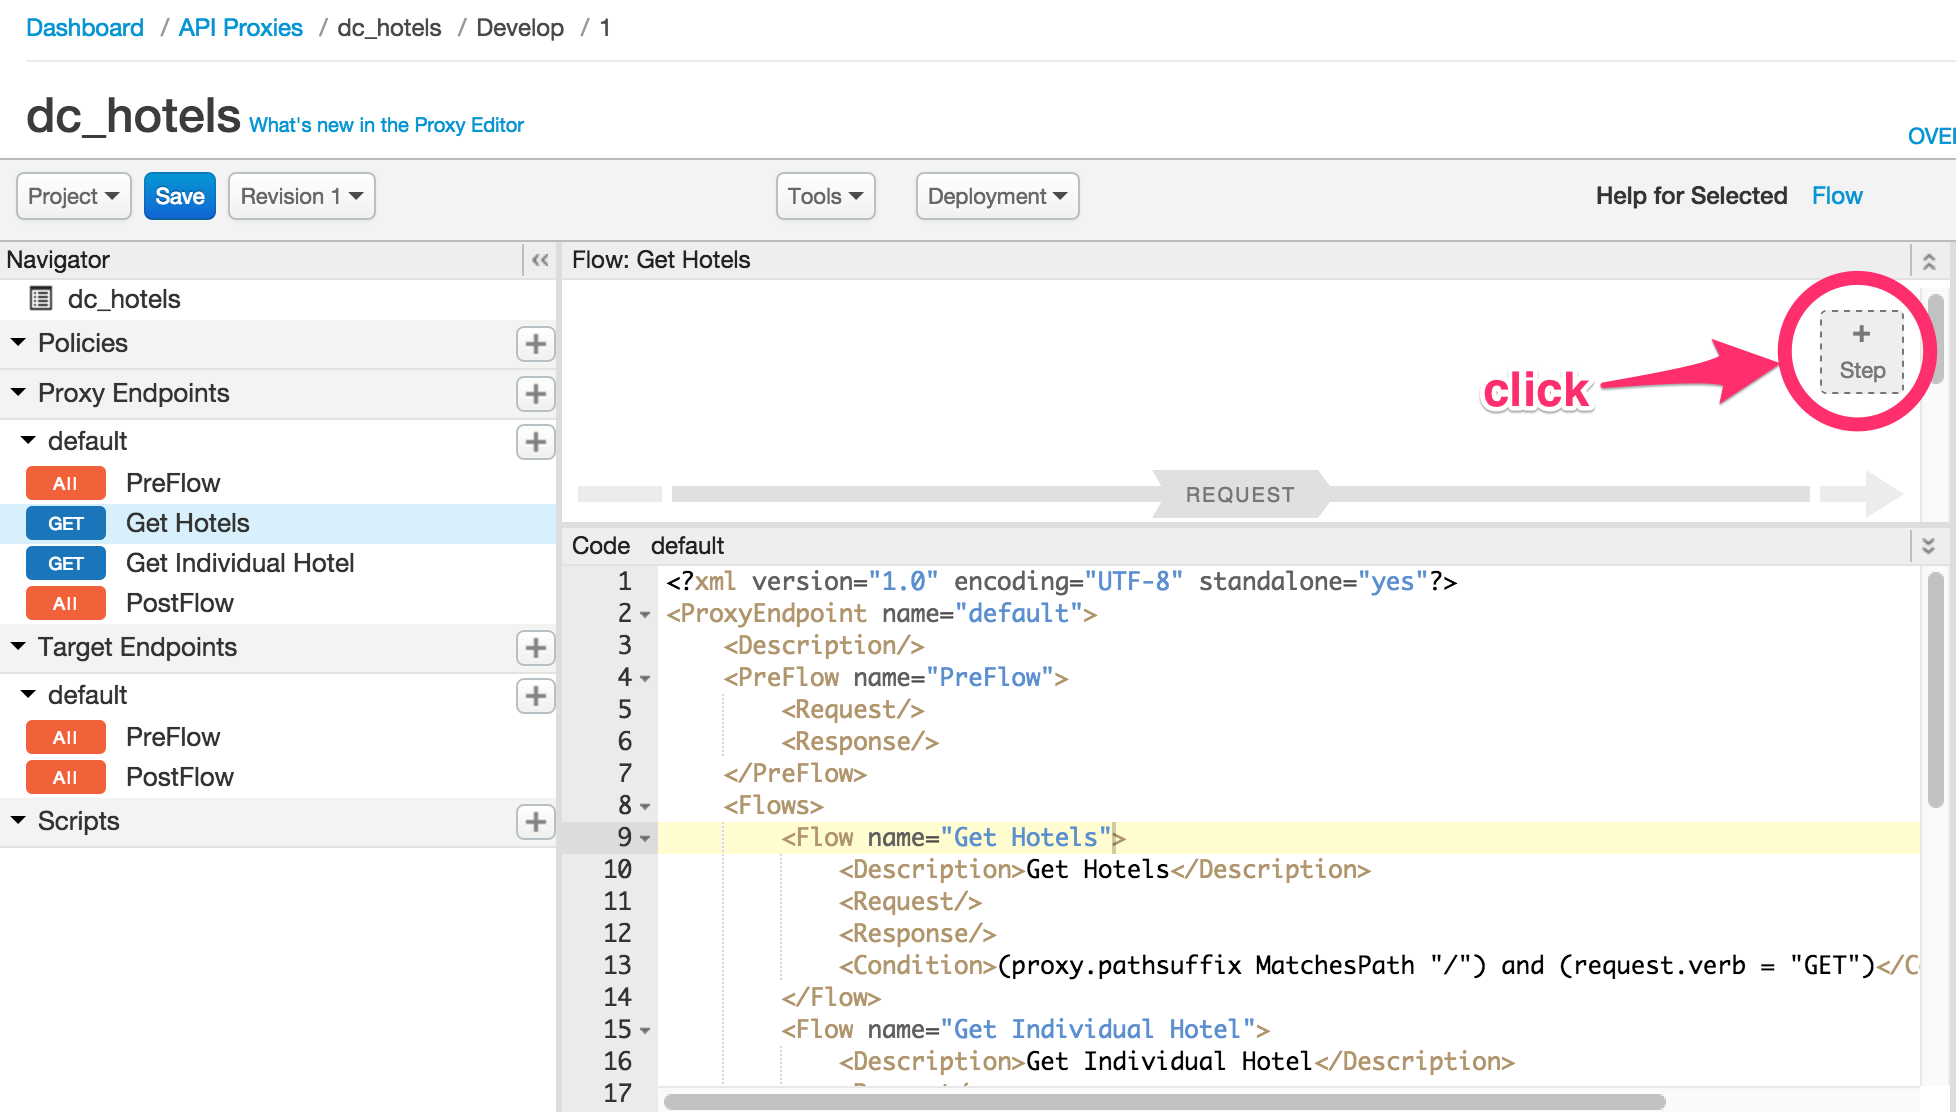 Dashboard / API Proxies / dc_hotels / Develop / 1
dc_hotels What's new in the Proxy Editor
OVE
Project Save Revision 1 Tools Deployment Help for Selected Flow
Navigator
dc_hotels
Policies
Proxy Endpoints
default
All PreFlow
GET Get Hotels
GET Get Individual Hotel
All PostFlow
Target Endpoints
default
All PreFlow
All PostFlow
Scripts
Flow: Get Hotels
+
Step
click
REQUEST
Code default
1 <?xml version="1.0" encoding="UTF-8" standalone="yes"?>
2 <ProxyEndpoint name="default">
3 <Description/>
4 <PreFlow name="PreFlow">
5 <Request/>
6 <Response/>
7 </PreFlow>
8 <Flows>
9 <Flow name="Get Hotels">
10 <Description>Get Hotels</Description>
11 <Request/>
12 <Response/>
13 <Condition>(proxy.pathsuffix MatchesPath "/") and (request.verb = "GET")</C
14 </Flow>
15 <Flow name="Get Individual Hotel">
16 <Description>Get Individual Hotel</Description>
17